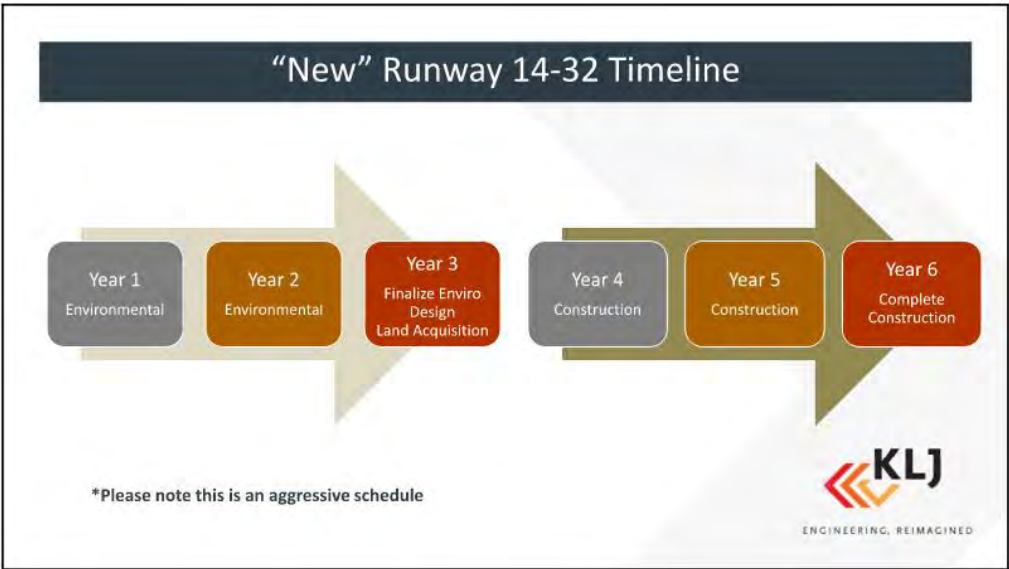 “New” Runway 14-32 Timeline
Year 1
Environmental
Year 2
Environmental
Year 3
Finalize Enviro
Design
Land Acquisition
Year 4
Construction
Year 5
Construction
Year 6
Complete
Construction
*Please note this is an aggressive schedule
KLJ
ENGINEERING, REIMAGINED